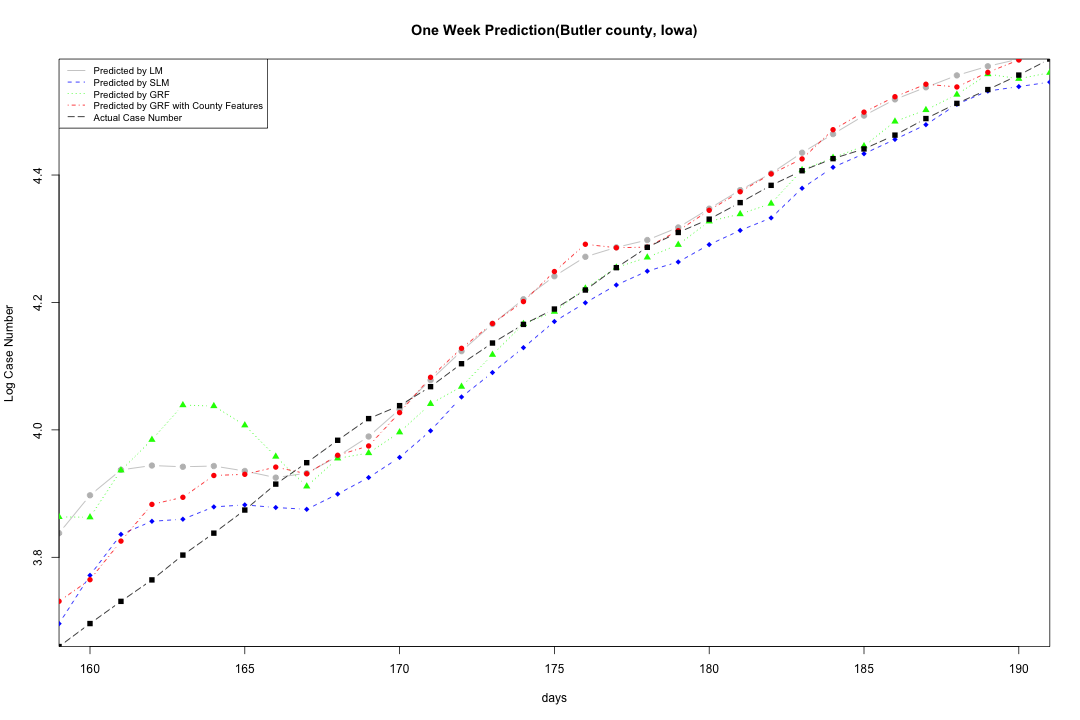 One Week Prediction(Butler county, Iowa)
Predicted by LM
Predicted by SLM
Predicted by GRF
Predicted by GRF with County Features
Actual Case Number
Log Case Number
4.4
4.2
4.0
3.8
160 165 170 175 180 185 190
days